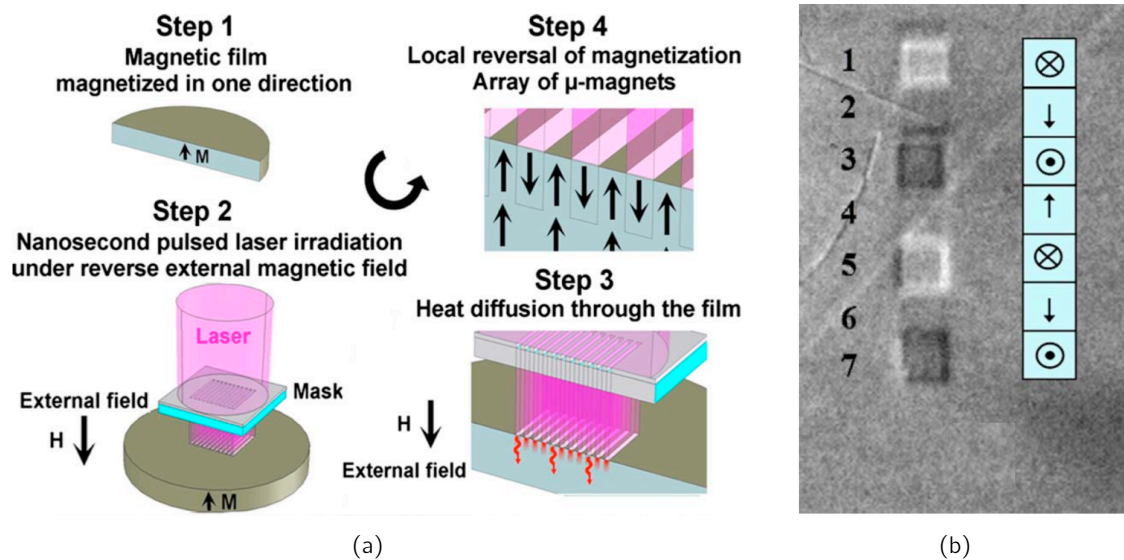 Step 1
Magnetic film
magnetized in one direction
M
Step 2
Nanosecond pulsed laser irradiation
under reverse external magnetic field
Laser
Mask
External field
H
M
Step 4
Local reversal of magnetization
Array of µ-magnets
Step 3
Heat diffusion through the film
H
External field
(a)
1
2
3
4
5
6
7
(b)